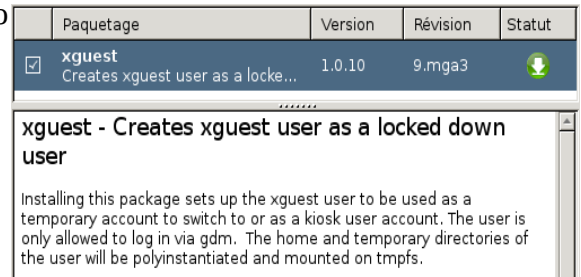 Paquetage Version Révision Statut
xguest 1.0.10 9.mga3
Creates xguest user as a locke...
xguest - Creates xguest user as a locked down
user
Installing this package sets up the xguest user to be used as a
temporary account to switch to or as a kiosk user account. The user is
only allowed to log in via gdm. The home and temporary directories of
the user will be polyinstantiated and mounted on tmpfs.